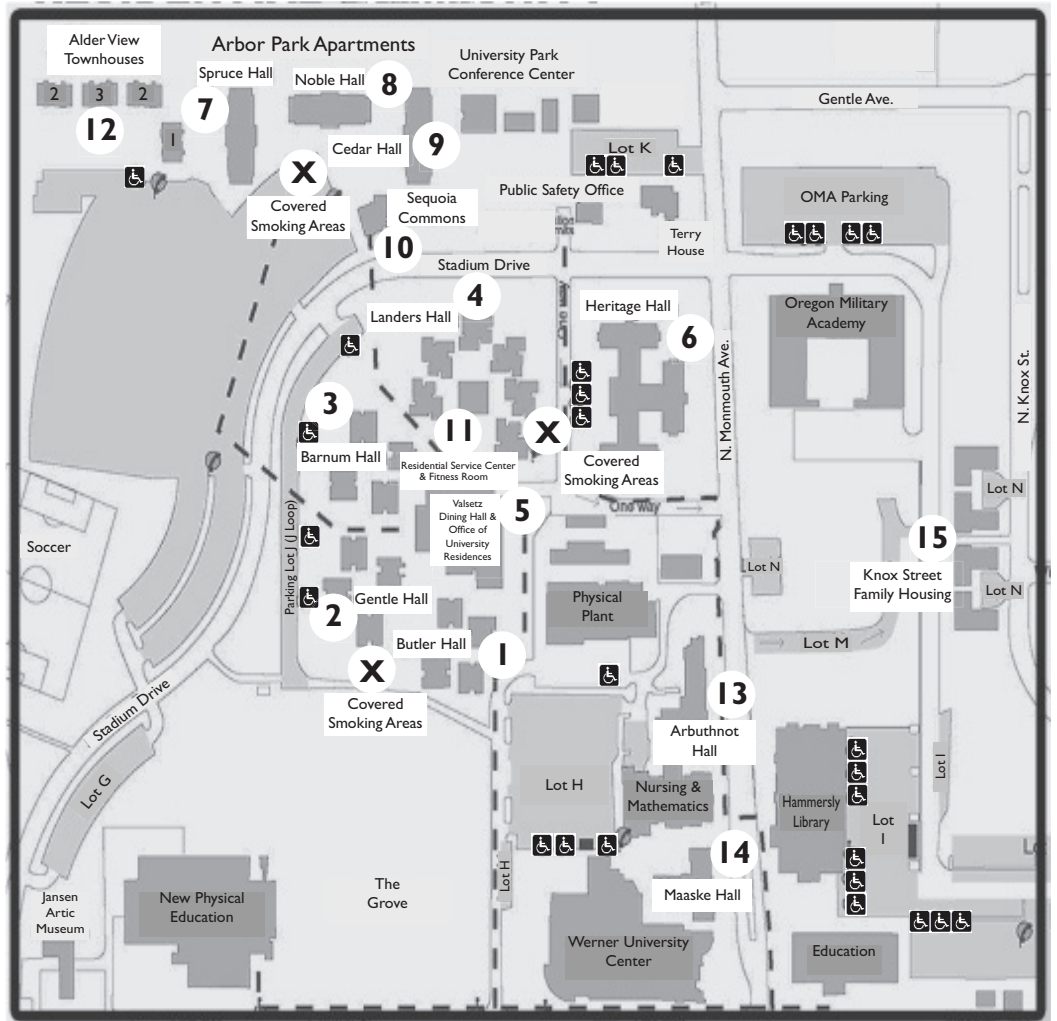 Alder View
Townhouses
Arbor Park Apartments
University Park
Conference Center
Spruce Hall
Noble Hall
8
2
3
2
7
12
1
Gentle Ave.
Cedar Hall
9
Lot K
X
Covered
Smoking Areas
Sequoia
Commons
Public Safety Office
OMA Parking
10
Terry
House
Stadium Drive
4
Landers Hall
Heritage Hall
6
One way
Oregon Military
Academy
N. Monmouth Ave.
N. Knox St.
3
Barnum Hall
11
X
Residential Service Center
& Fitness Room
Covered
Smoking Areas
Valsetz
Dining Hall &
Office of
University
Residences
5
One Way
Lot N
15
Soccer
Parking Lot J (J Loop)
Lot N
Knox Street
Family Housing
Lot N
Gentle Hall
2
Physical
Plant
Butler Hall
1
Lot M
X
Covered
Smoking Areas
13
Arbuthnot
Hall
Stadium Drive
Lot G
Lot H
Nursing &
Mathematics
Hammersly
Library
Lot
I
Lot I
14
Maaske Hall
Lot H
Jansen
Artic
Museum
New Physical
Education
The
Grove
Werner University
Center
Education